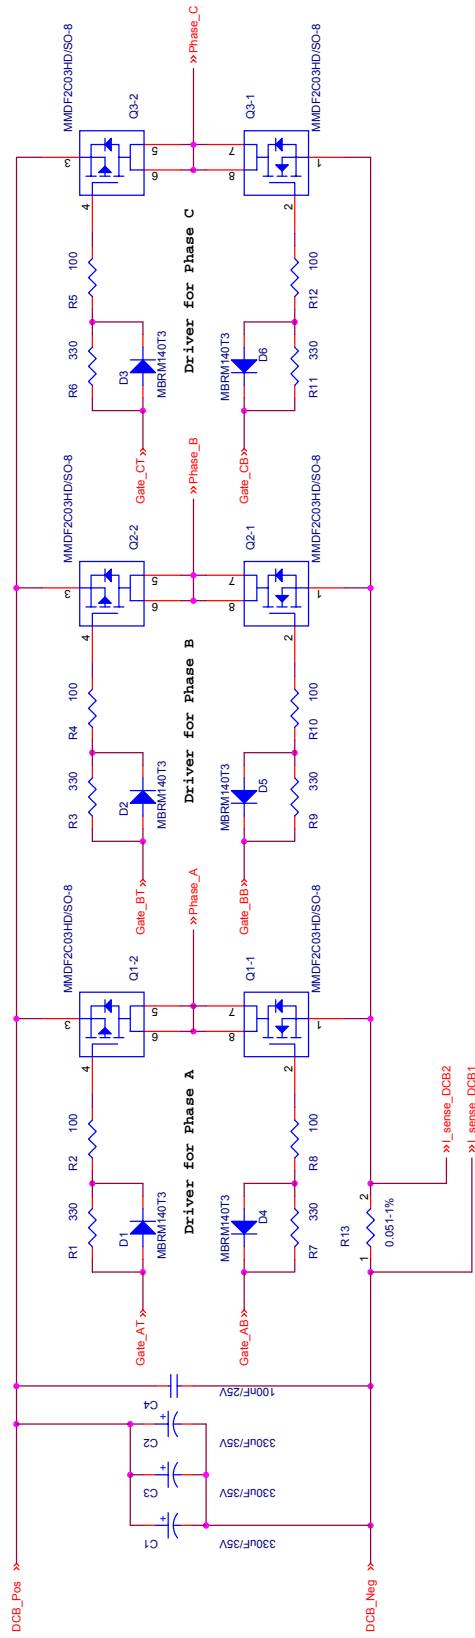 DCB_Pos
DCB_Neg
C1
330uF/35V
C3
330uF/35V
C2
330uF/35V
C4
100nF/25V
Gate_AT
R1
330
D1
MBRM140T3
R2
100
Driver for Phase A
Gate_AB
MBRM140T3
D4
R7
330
R8
100
MMDF2C03HD/SO-8
Q1-2
3
4
5
6
Phase_A
Q1-1
MMDF2C03HD/SO-8
7
8
2
1
R13
1
2
0.051-1%
I_sense_DCB2
I_sense_DCB1
Gate_BT
R3
330
D2
MBRM140T3
R4
100
Driver for Phase B
Gate_BB
MBRM140T3
D5
R9
330
R10
100
MMDF2C03HD/SO-8
Q2-2
3
4
5
6
Phase_B
Q2-1
MMDF2C03HD/SO-8
7
8
2
1
Gate_CT
R6
330
D3
MBRM140T3
R5
100
Driver for Phase C
Gate_CB
MBRM140T3
D6
R11
330
R12
100
MMDF2C03HD/SO-8
Q3-2
3
4
5
6
Phase_C
Q3-1
MMDF2C03HD/SO-8
7
8
2
1